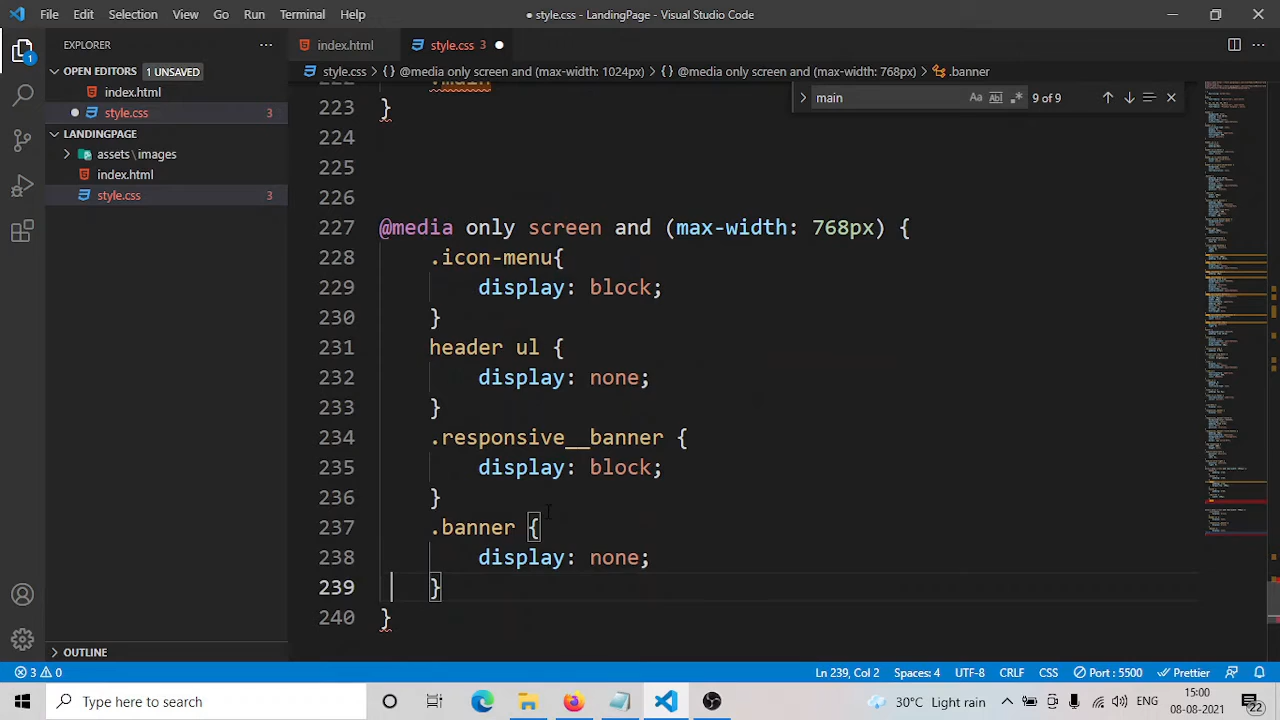 File Edit Selection View Go Run Terminal Help
● style.css - LandingPage - Visual Studio Code
EXPLORER
index.html
style.css 3
OPEN EDITORS 1 UNSAVED
index.html
style.css 3
LANDINGPAGE
assets \ images
index.html
style.css 3
OUTLINE
style.css > {} @media only screen and (max-width: 1024px) > {} @media only screen and (max-width: 768px) > .banner
main 9 of 9
223 }
224
225
226
227 @media only screen and (max-width: 768px) {
228 .icon-menu{
229 display: block;
230 }
231 header ul {
232 display: none;
233 }
234 .responsive__banner {
235 display: block;
236 }
237 .banner {
238 display: none;
239 }
240 }
1
3 0 Ln 239, Col 2 Spaces: 4 UTF-8 CRLF CSS Port : 5500 Prettier
Type here to search
30°C Light rain ENG 15:00
08-08-2021 2